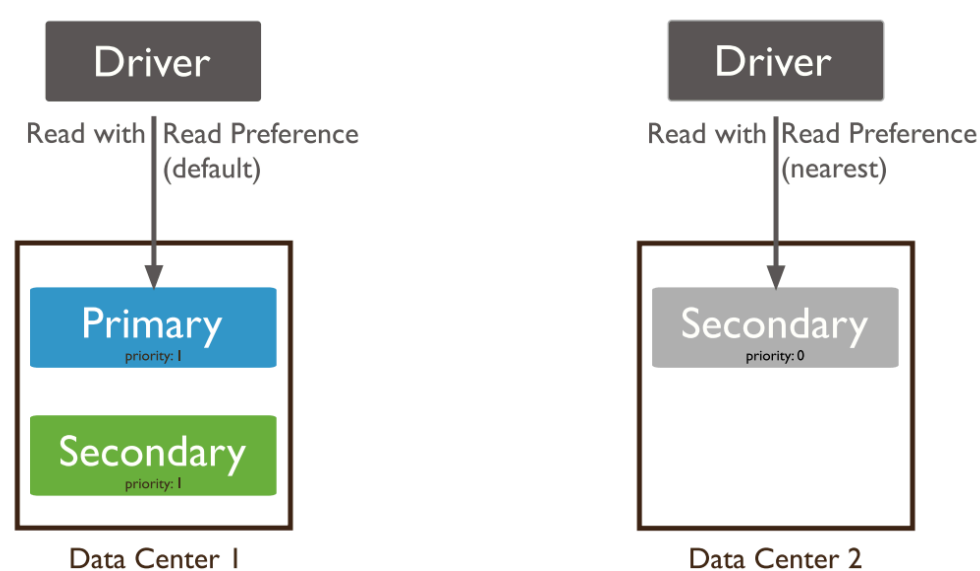 Driver
Read with Read Preference
(default)
Primary
priority: 1
Secondary
priority: 1
Data Center 1
Driver
Read with Read Preference
(nearest)
Secondary
priority: 0
Data Center 2